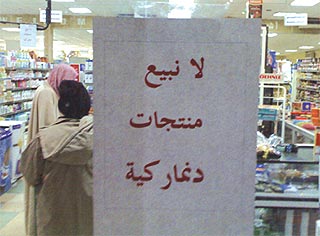 لا نبيع
منتجات
دنماركية